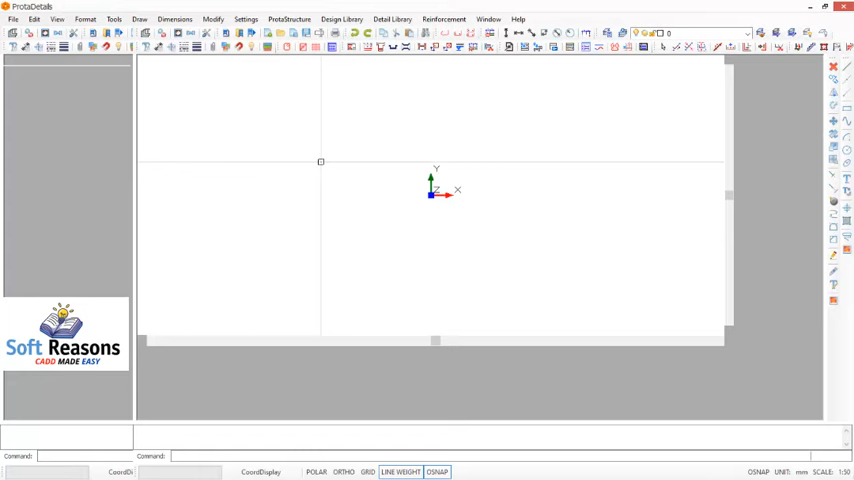 ProtaDetails
File Edit View Format Tools Draw Dimensions Modify Settings ProtaStructure Design Library Detail Library Reinforcement Window Help
0
Y
Z
X
Soft Reasons
CADD MADE EASY
Command:
Command:
CoordDi
CoordDisplay
POLAR ORTHO GRID LINE WEIGHT OSNAP
OSNAP UNIT: mm SCALE: 1:50